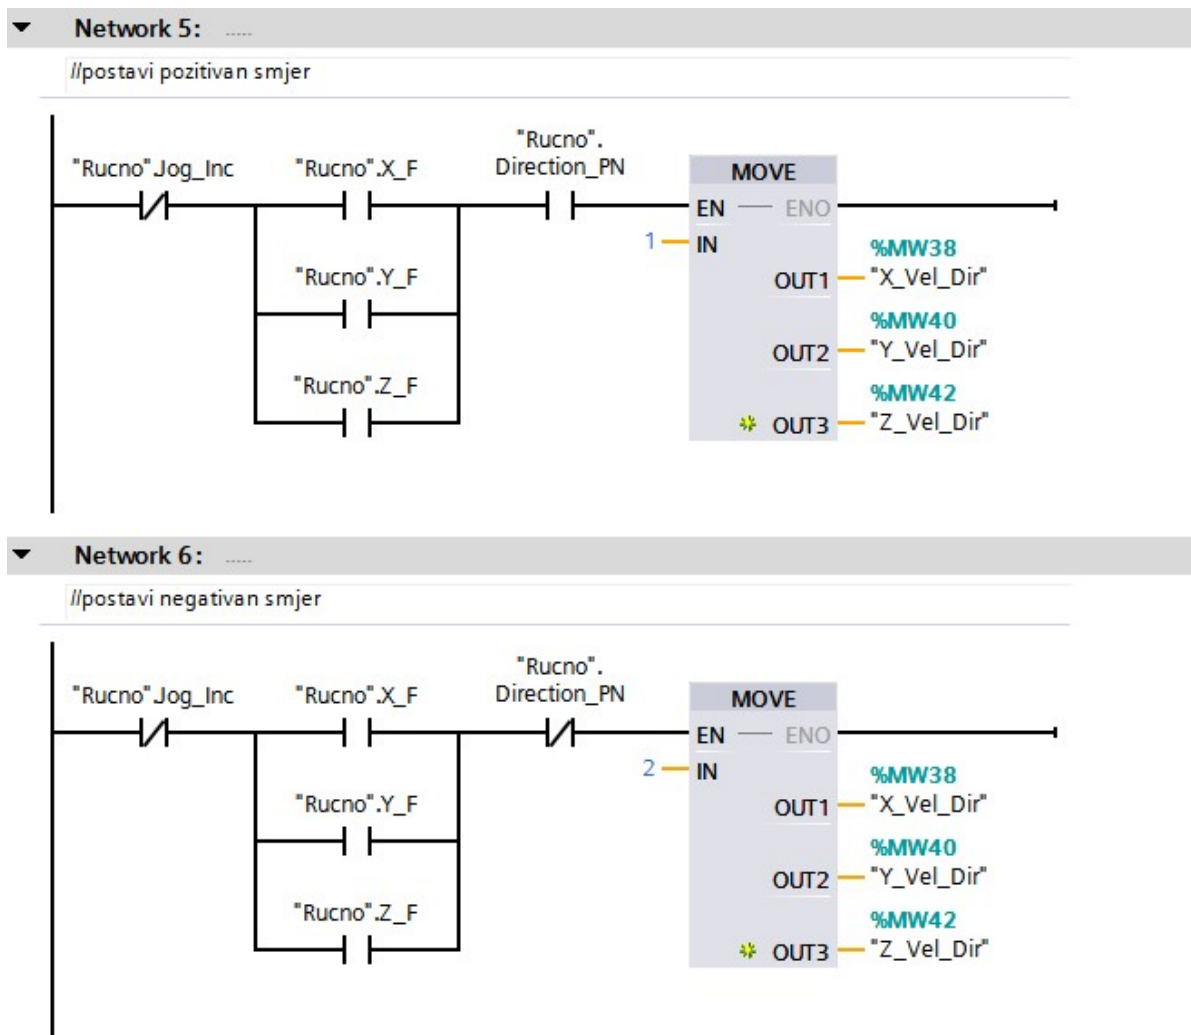 Network 5: .....
//postavi pozitivan smjer
"Rucno".
"Rucno".Jog_Inc "Rucno".X_F Direction_PN
MOVE
EN ENO
1 IN
%MW38
OUT1 "X_Vel_Dir"
"Rucno".Y_F
%MW40
OUT2 "Y_Vel_Dir"
"Rucno".Z_F
%MW42
OUT3 "Z_Vel_Dir"
Network 6: .....
//postavi negativan smjer
"Rucno".
"Rucno".Jog_Inc "Rucno".X_F Direction_PN
MOVE
EN ENO
2 IN
%MW38
OUT1 "X_Vel_Dir"
"Rucno".Y_F
%MW40
OUT2 "Y_Vel_Dir"
"Rucno".Z_F
%MW42
OUT3 "Z_Vel_Dir"